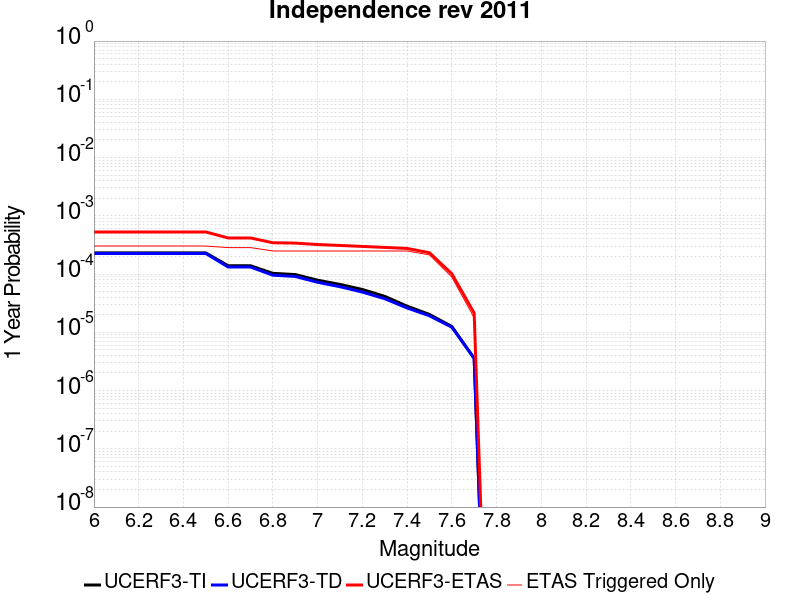 Independence rev 2011
1 Year Probability
10^0
10^-1
10^-2
10^-3
10^-4
10^-5
10^-6
10^-7
10^-8
6 6.2 6.4 6.6 6.8 7 7.2 7.4 7.6 7.8 8 8.2 8.4 8.6 8.8 9
Magnitude
UCERF3-TI UCERF3-TD UCERF3-ETAS ETAS Triggered Only